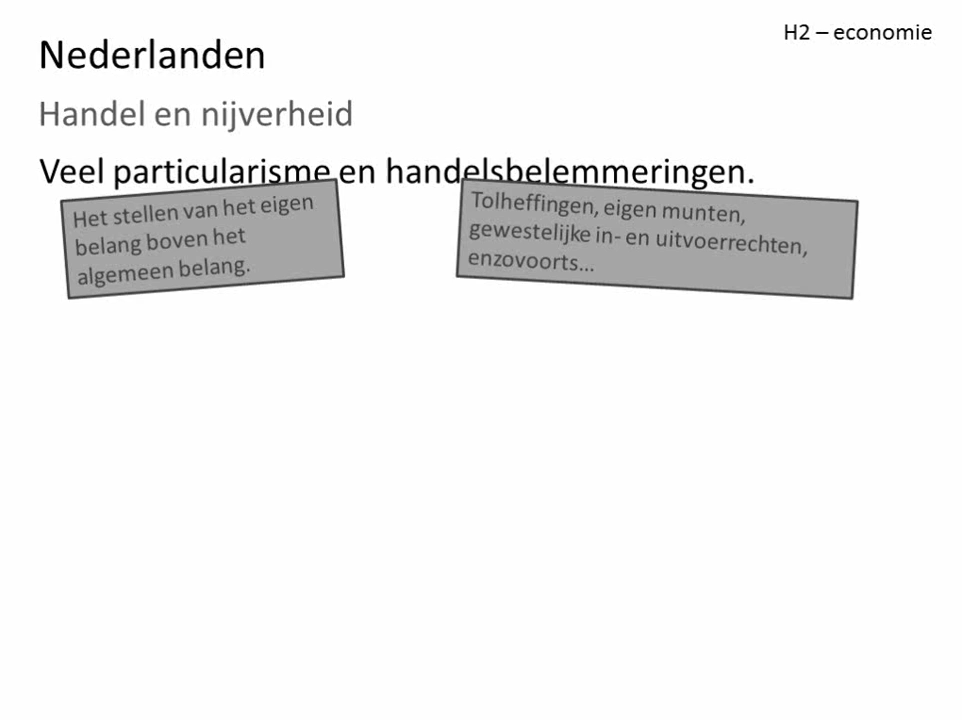 H2 – economie
Nederlanden
Handel en nijverheid
Veel particularisme en handelsbelemmeringen.
Het stellen van het eigen
belang boven het
algemeen belang.
Tolheffingen, eigen munten,
gewestelijke in- en uitvoerrechten,
enzovoorts...